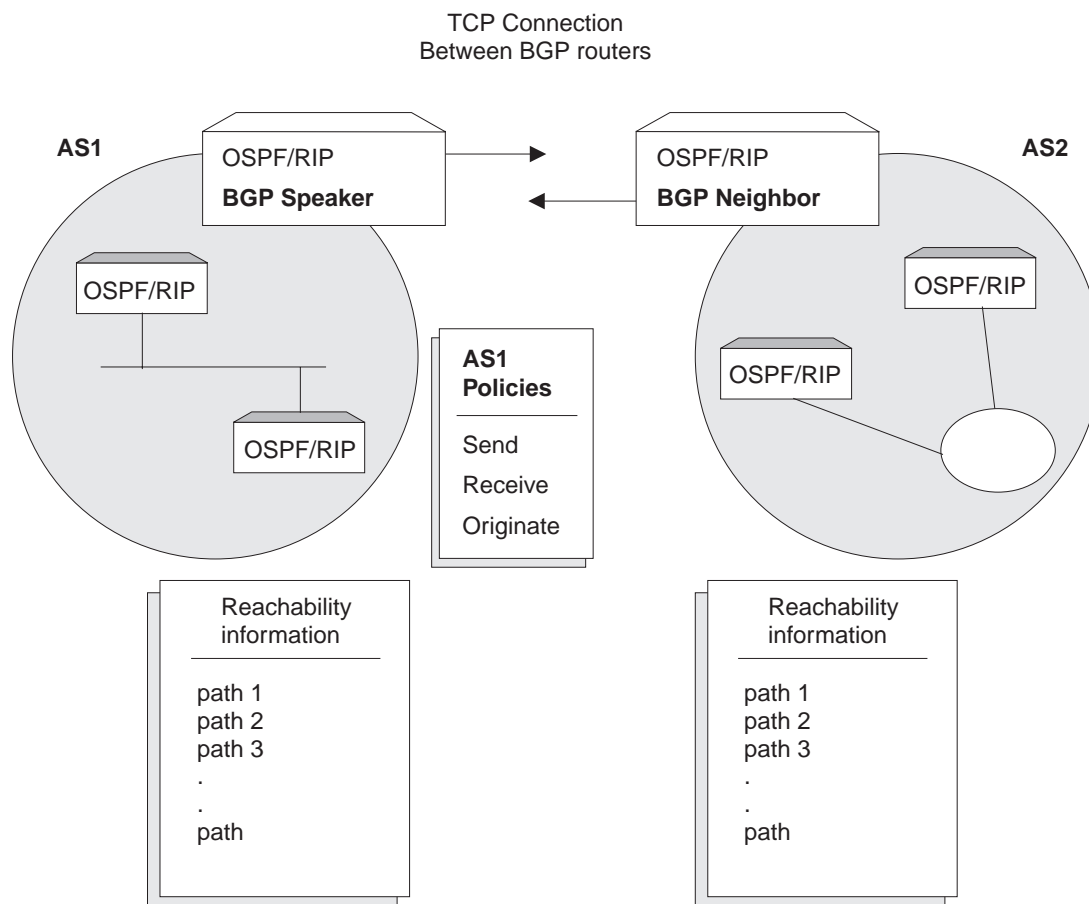 TCP Connection
Between BGP routers
AS1
OSPF/RIP
BGP Speaker
OSPF/RIP
BGP Neighbor
AS2
OSPF/RIP
OSPF/RIP
AS1
Policies
Send
Receive
Originate
OSPF/RIP
OSPF/RIP
Reachability
information
path 1
path 2
path 3
.
.
path
Reachability
information
path 1
path 2
path 3
.
.
path